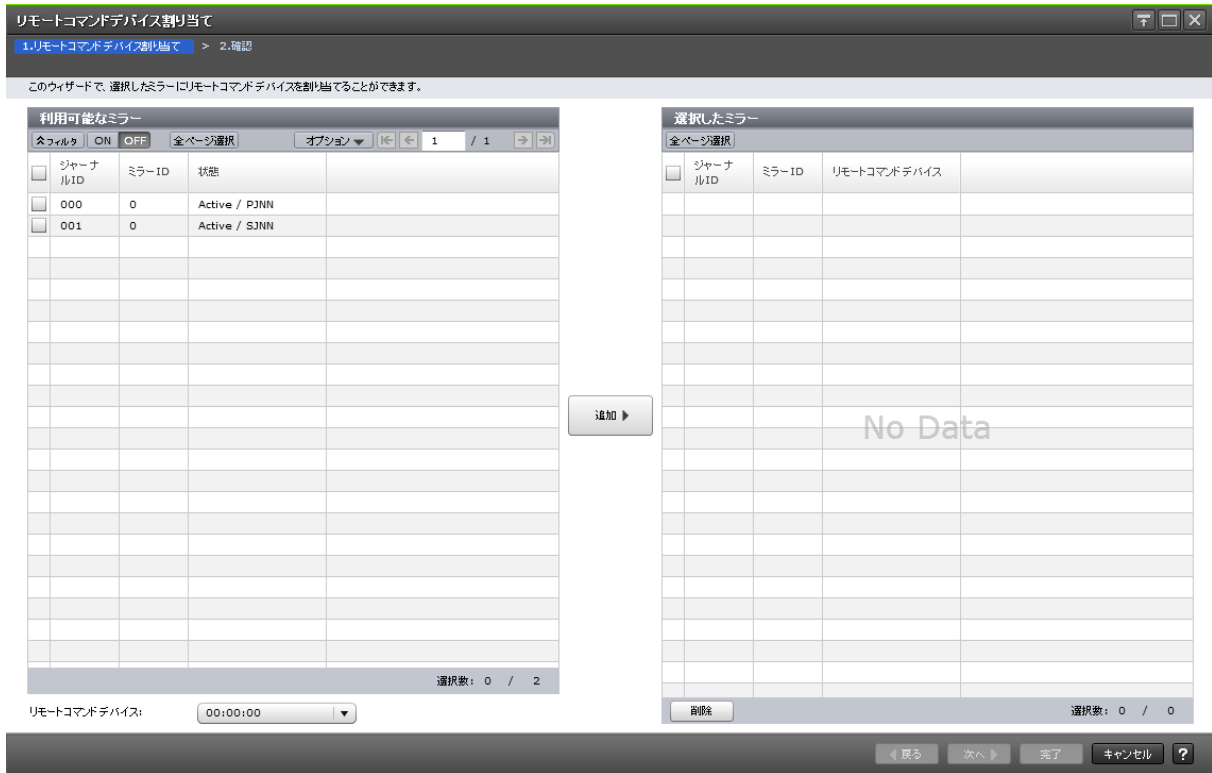 リモートコマンドデバイス割り当て
1.リモートコマンドデバイス割り当て > 2.確認
このウィザードで、選択したミラーにリモートコマンドデバイスを割り当てることができます。
利用可能なミラー
フィルタ ON OFF 全ページ選択 オプション 1 / 1
ジャーナルID ミラーID 状態
000 0 Active / PJNN
001 0 Active / SJNN
選択数: 0 / 2
リモートコマンドデバイス: 00:00:00
追加
選択したミラー
全ページ選択
ジャーナルID ミラーID リモートコマンドデバイス
No Data
削除 選択数: 0 / 0
戻る 次へ 完了 キャンセル ?